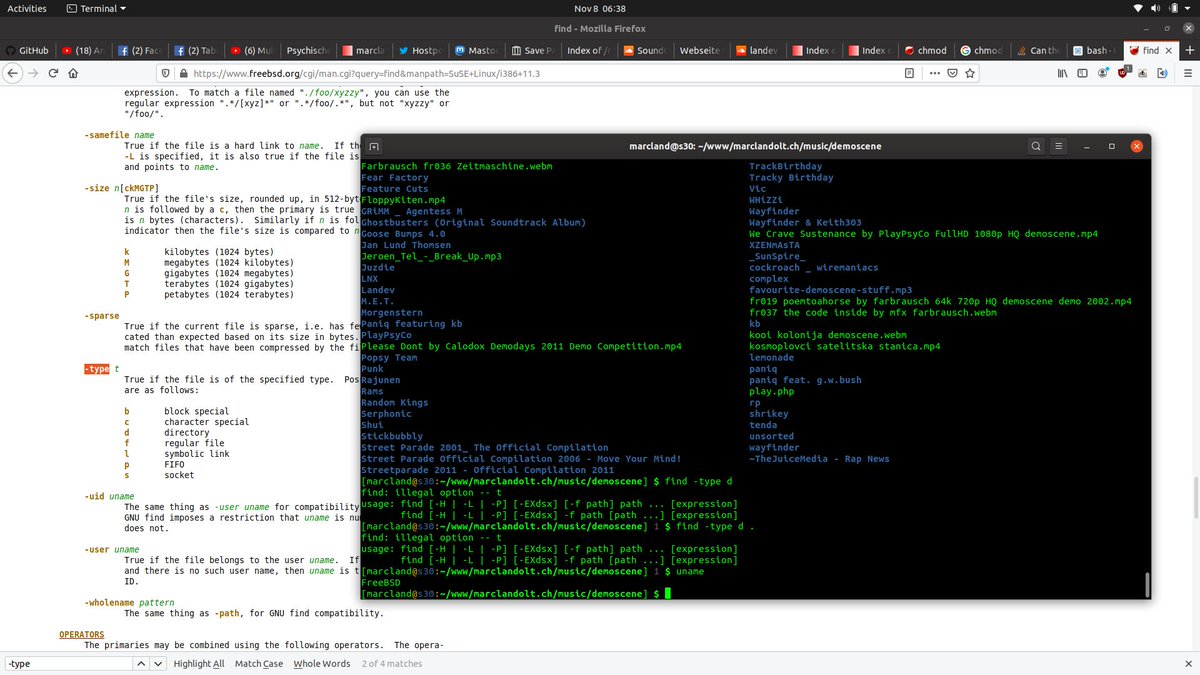 Activities
Terminal
Nov 8 06:38
find - Mozilla Firefox
GitHub
(18) An
(2) Fac
(2) Tab
(6) Mu
Psychisch
marcla
Hostpo
Masto
Save P
Index of /r
SoundC
Webseite
landev
Index o
Index o
chmod
chmod
Can the
bash -
find
https://www.freebsd.org/cgi/man.cgi?query=find&manpath=SuSE+Linux/i386+11.3
expression. To match a file named "./foo/xyzzy", you can use the
regular expression ".*/[xyz]*" or ".*/foo/.*", but not "xyzzy" or
"/foo/".
-samefile name
True if the file is a hard link to name. If the
-L is specified, it is also true if the file is
and points to name.
-size n[ckMGTP]
True if the file's size, rounded up, in 512-byt
n is followed by a c, then the primary is true
is n bytes (characters). Similarly if n is fol
indicator then the file's size is compared to n
k kilobytes (1024 bytes)
M megabytes (1024 kilobytes)
G gigabytes (1024 megabytes)
T terabytes (1024 gigabytes)
P petabytes (1024 terabytes)
-sparse
True if the current file is sparse, i.e. has fe
cated than expected based on its size in bytes.
match files that have been compressed by the fi
-type t
True if the file is of the specified type. Pos
are as follows:
b block special
c character special
d directory
f regular file
l symbolic link
p FIFO
s socket
-uid uname
The same thing as -user uname for compatibility
GNU find imposes a restriction that uname is num
does not.
-user uname
True if the file belongs to the user uname. If
and there is no such user name, then uname is t
ID.
-wholename pattern
The same thing as -path, for GNU find compatibility.
OPERATORS
The primaries may be combined using the following operators. The opera-
marcland@s30: ~/www/marclandolt.ch/music/demoscene
Farbrausch fr036 Zeitmaschine.webm
Fear Factory
Feature Cuts
FloppyKiten.mp4
GRiMM _ Agentess M
Ghostbusters (Original Soundtrack Album)
Goose Bumps 4.0
Jan Lund Thomsen
Jeroen_Tel_-_Break_Up.mp3
Juzdie
LNX
Landev
M.E.T.
Morgenstern
Paniq featuring kb
PlayPsyCo
Please Dont by Calodox Demodays 2011 Demo Competition.mp4
Popsy Team
Punk
Rajunen
Rams
Random Kings
Serphonic
Shui
Stickbubbly
Street Parade 2001_ The Official Compilation
Street Parade Official Compilation 2006 - Move Your Mind!
Streetparade 2011 - Official Compilation 2011
TrackBirthday
Tracky Birthday
Vic
WHiZZi
Wayfinder
Wayfinder & Keith303
We Crave Sustenance by PlayPsyCo FullHD 1080p HQ demoscene.mp4
XZENmAsTA
_SunSpire_
cockroach _ wiremaniacs
complex
favourite-demoscene-stuff.mp3
fr019 poemtoahorse by farbrausch 64k 720p HQ demoscene demo 2002.mp4
fr037 the code inside by mfx farbrausch.webm
kb
kooi kolonija demoscene.webm
kosmoplovci satelitska stanica.mp4
lemonade
paniq
paniq feat. g.w.bush
play.php
rp
shrikey
tenda
unsorted
wayfinder
~TheJuiceMedia - Rap News
[marcland@s30:~/www/marclandolt.ch/music/demoscene] $ find -type d
find: illegal option -- t
usage: find [-H | -L | -P] [-EXdsx] [-f path] path ... [expression]
find [-H | -L | -P] [-EXdsx] -f path [path ...] [expression]
[marcland@s30:~/www/marclandolt.ch/music/demoscene] 1 $ find -type d .
find: illegal option -- t
usage: find [-H | -L | -P] [-EXdsx] [-f path] path ... [expression]
find [-H | -L | -P] [-EXdsx] -f path [path ...] [expression]
[marcland@s30:~/www/marclandolt.ch/music/demoscene] 1 $ uname
FreeBSD
[marcland@s30:~/www/marclandolt.ch/music/demoscene] $
-type
Highlight All
Match Case
Whole Words
2 of 4 matches